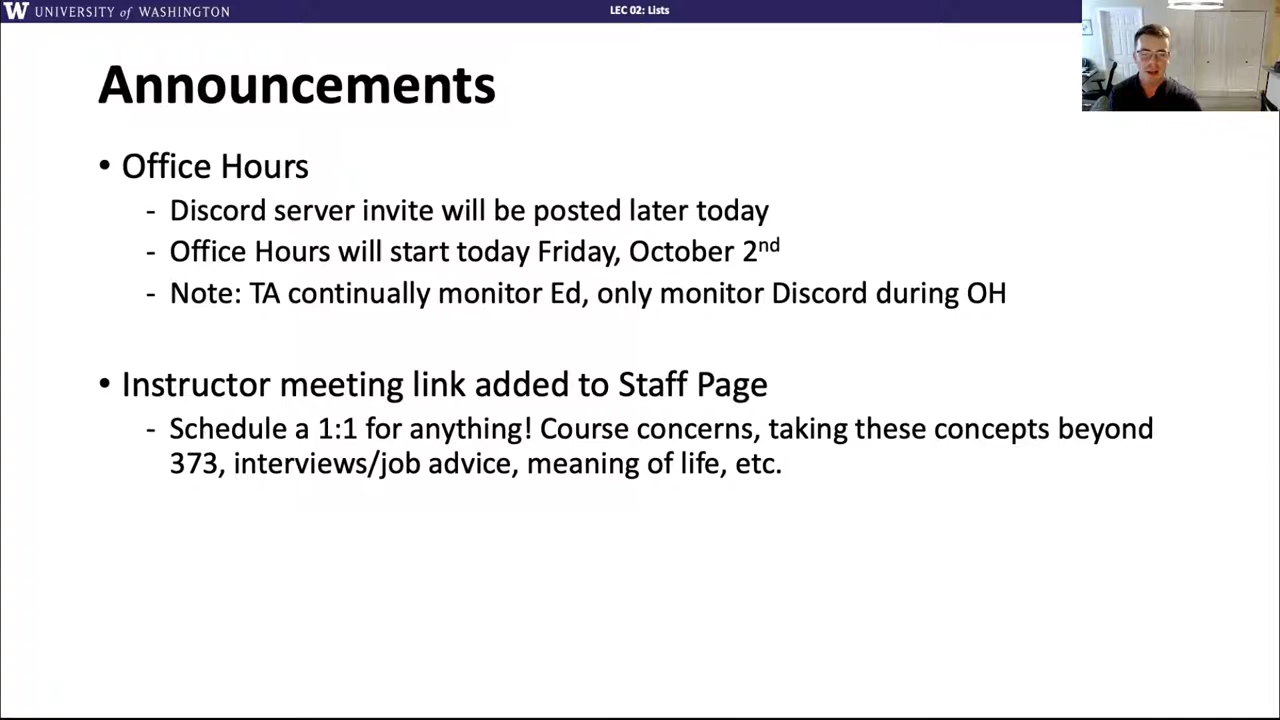 W UNIVERSITY of WASHINGTON
LEC 02: Lists
Announcements
• Office Hours
- Discord server invite will be posted later today
- Office Hours will start today Friday, October 2nd
- Note: TA continually monitor Ed, only monitor Discord during OH
• Instructor meeting link added to Staff Page
- Schedule a 1:1 for anything! Course concerns, taking these concepts beyond
373, interviews/job advice, meaning of life, etc.